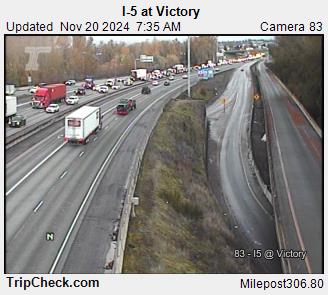 I-5 at Victory
Updated Nov 20 2024 7:35 AM Camera 83
T
N
83 - I5 @ Victory
TripCheck.com Milepost306.80